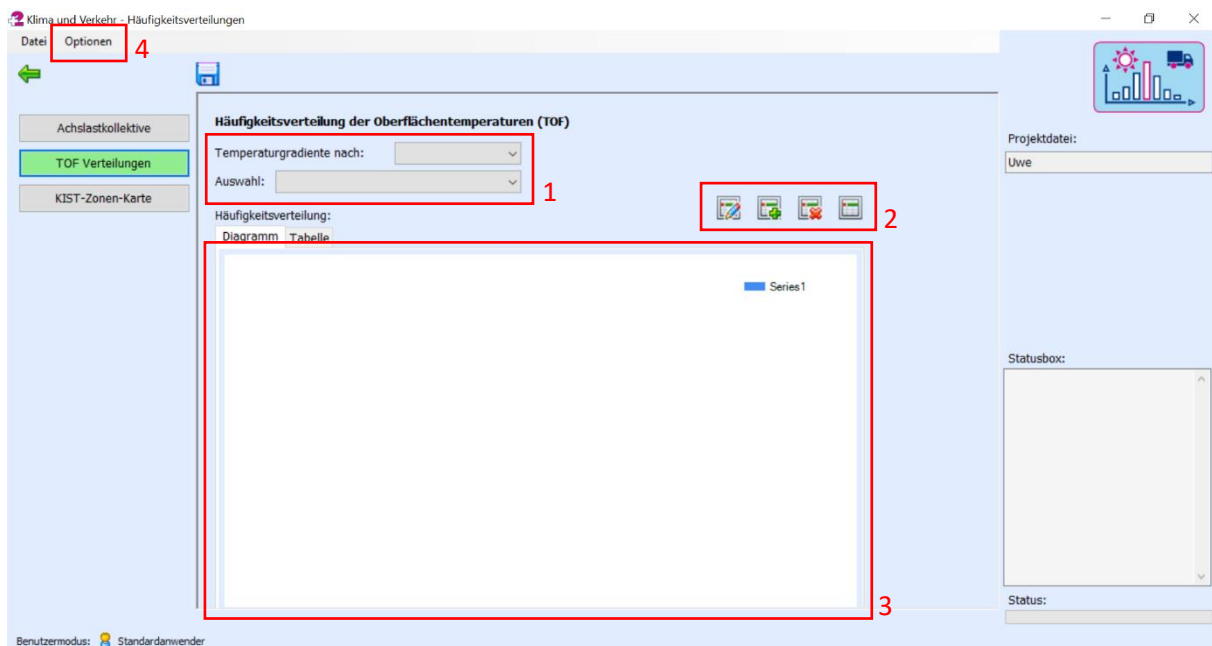 Klima und Verkehr - Häufigkeitsverteilungen
Datei Optionen 4
Achslastkollektive
TOF Verteilungen
KIST-Zonen-Karte
Häufigkeitsverteilung der Oberflächentemperaturen (TOF)
Temperaturgradiente nach:
Auswahl:
1
2
Häufigkeitsverteilung:
Diagramm Tabelle
Series1
3
Projektdatei:
Uwe
Statusbox:
Status:
Benutzermodus: Standardanwender